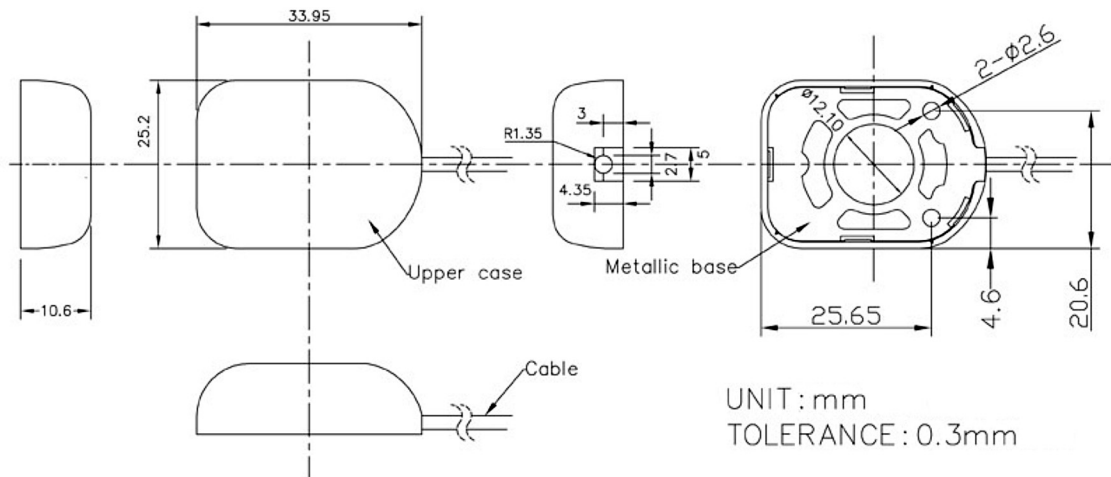 33.95
25.2
10.6
Upper case
3
R1.35
4.35
2.7
5
2-Φ2.6
Φ12.10
Metallic base
25.65
4.6
20.6
Cable
UNIT: mm
TOLERANCE: 0.3mm